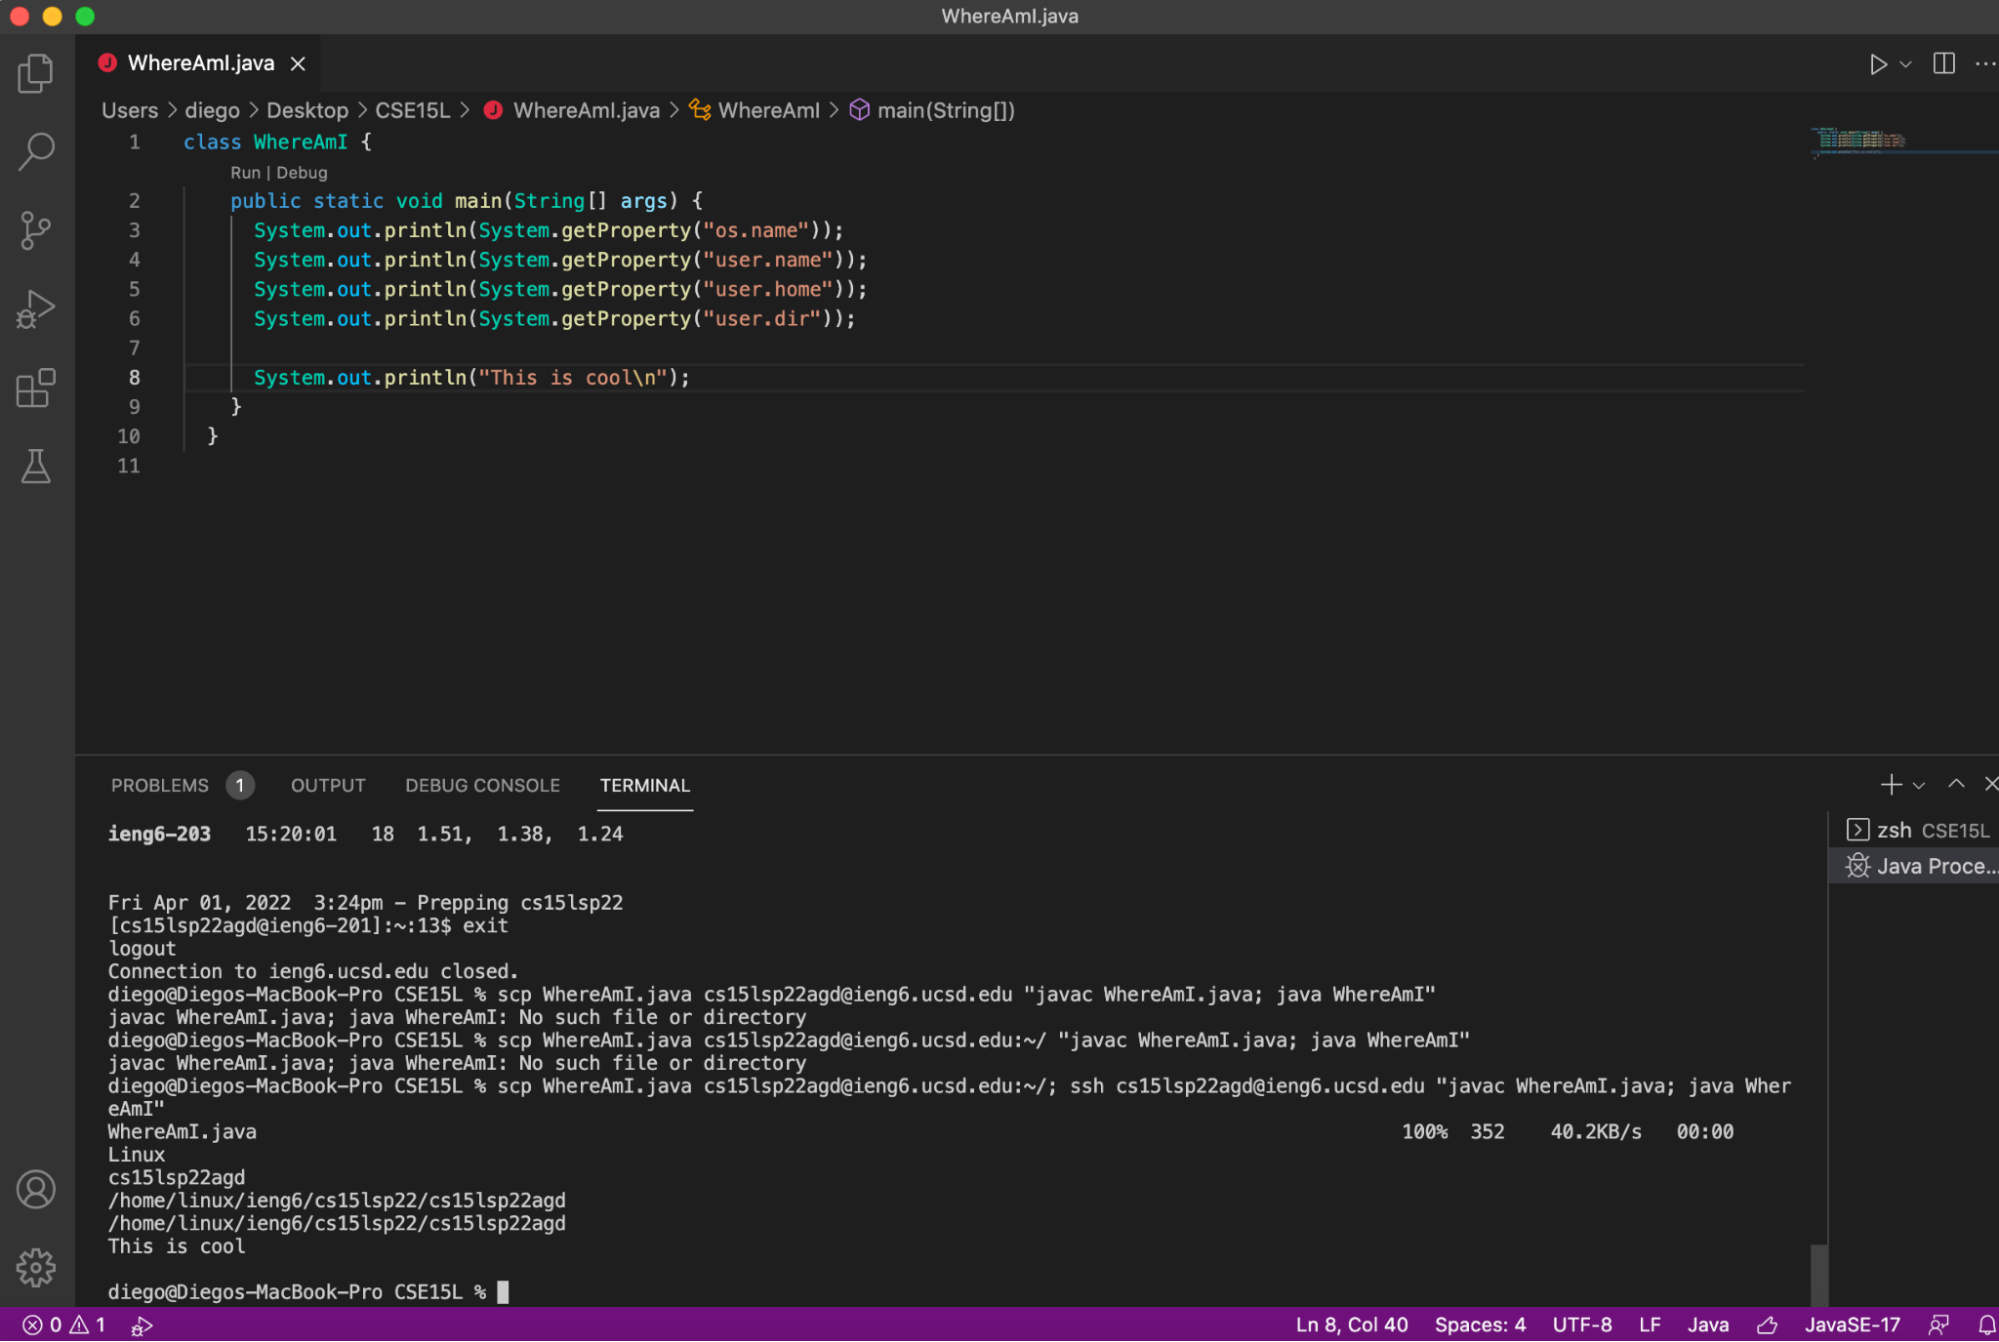 WhereAmI.java
WhereAmI.java
Users > diego > Desktop > CSE15L > WhereAmI.java > WhereAmI > main(String[])
1 class WhereAmI {
Run | Debug
2 public static void main(String[] args) {
3 System.out.println(System.getProperty("os.name"));
4 System.out.println(System.getProperty("user.name"));
5 System.out.println(System.getProperty("user.home"));
6 System.out.println(System.getProperty("user.dir"));
7
8 System.out.println("This is cool\n");
9 }
10 }
11
PROBLEMS 1 OUTPUT DEBUG CONSOLE TERMINAL
ieng6-203 15:20:01 18 1.51, 1.38, 1.24
Fri Apr 01, 2022 3:24pm - Prepping cs15lsp22
[cs15lsp22agd@ieng6-201]:~:13$ exit
logout
Connection to ieng6.ucsd.edu closed.
diego@Diegos-MacBook-Pro CSE15L % scp WhereAmI.java cs15lsp22agd@ieng6.ucsd.edu "javac WhereAmI.java; java WhereAmI"
javac WhereAmI.java; java WhereAmI: No such file or directory
diego@Diegos-MacBook-Pro CSE15L % scp WhereAmI.java cs15lsp22agd@ieng6.ucsd.edu:~/ "javac WhereAmI.java; java WhereAmI"
javac WhereAmI.java; java WhereAmI: No such file or directory
diego@Diegos-MacBook-Pro CSE15L % scp WhereAmI.java cs15lsp22agd@ieng6.ucsd.edu:~/; ssh cs15lsp22agd@ieng6.ucsd.edu "javac WhereAmI.java; java Wher
eAmI"
WhereAmI.java 100% 352 40.2KB/s 00:00
Linux
cs15lsp22agd
/home/linux/ieng6/cs15lsp22/cs15lsp22agd
/home/linux/ieng6/cs15lsp22/cs15lsp22agd
This is cool
diego@Diegos-MacBook-Pro CSE15L %
zsh CSE15L
Java Proce...
0 1 Ln 8, Col 40 Spaces: 4 UTF-8 LF Java JavaSE-17